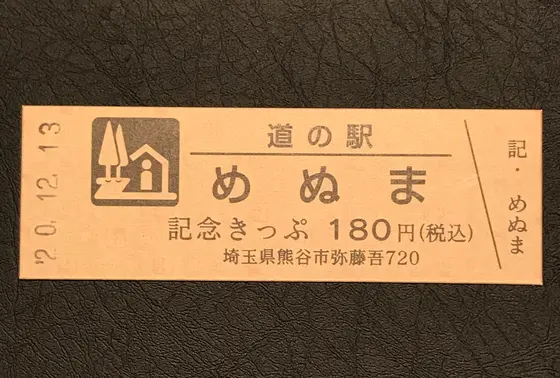 20.12.13
道の駅
めぬま
記念きっぷ 180円(税込)
埼玉県熊谷市弥藤吾720
記・めぬま